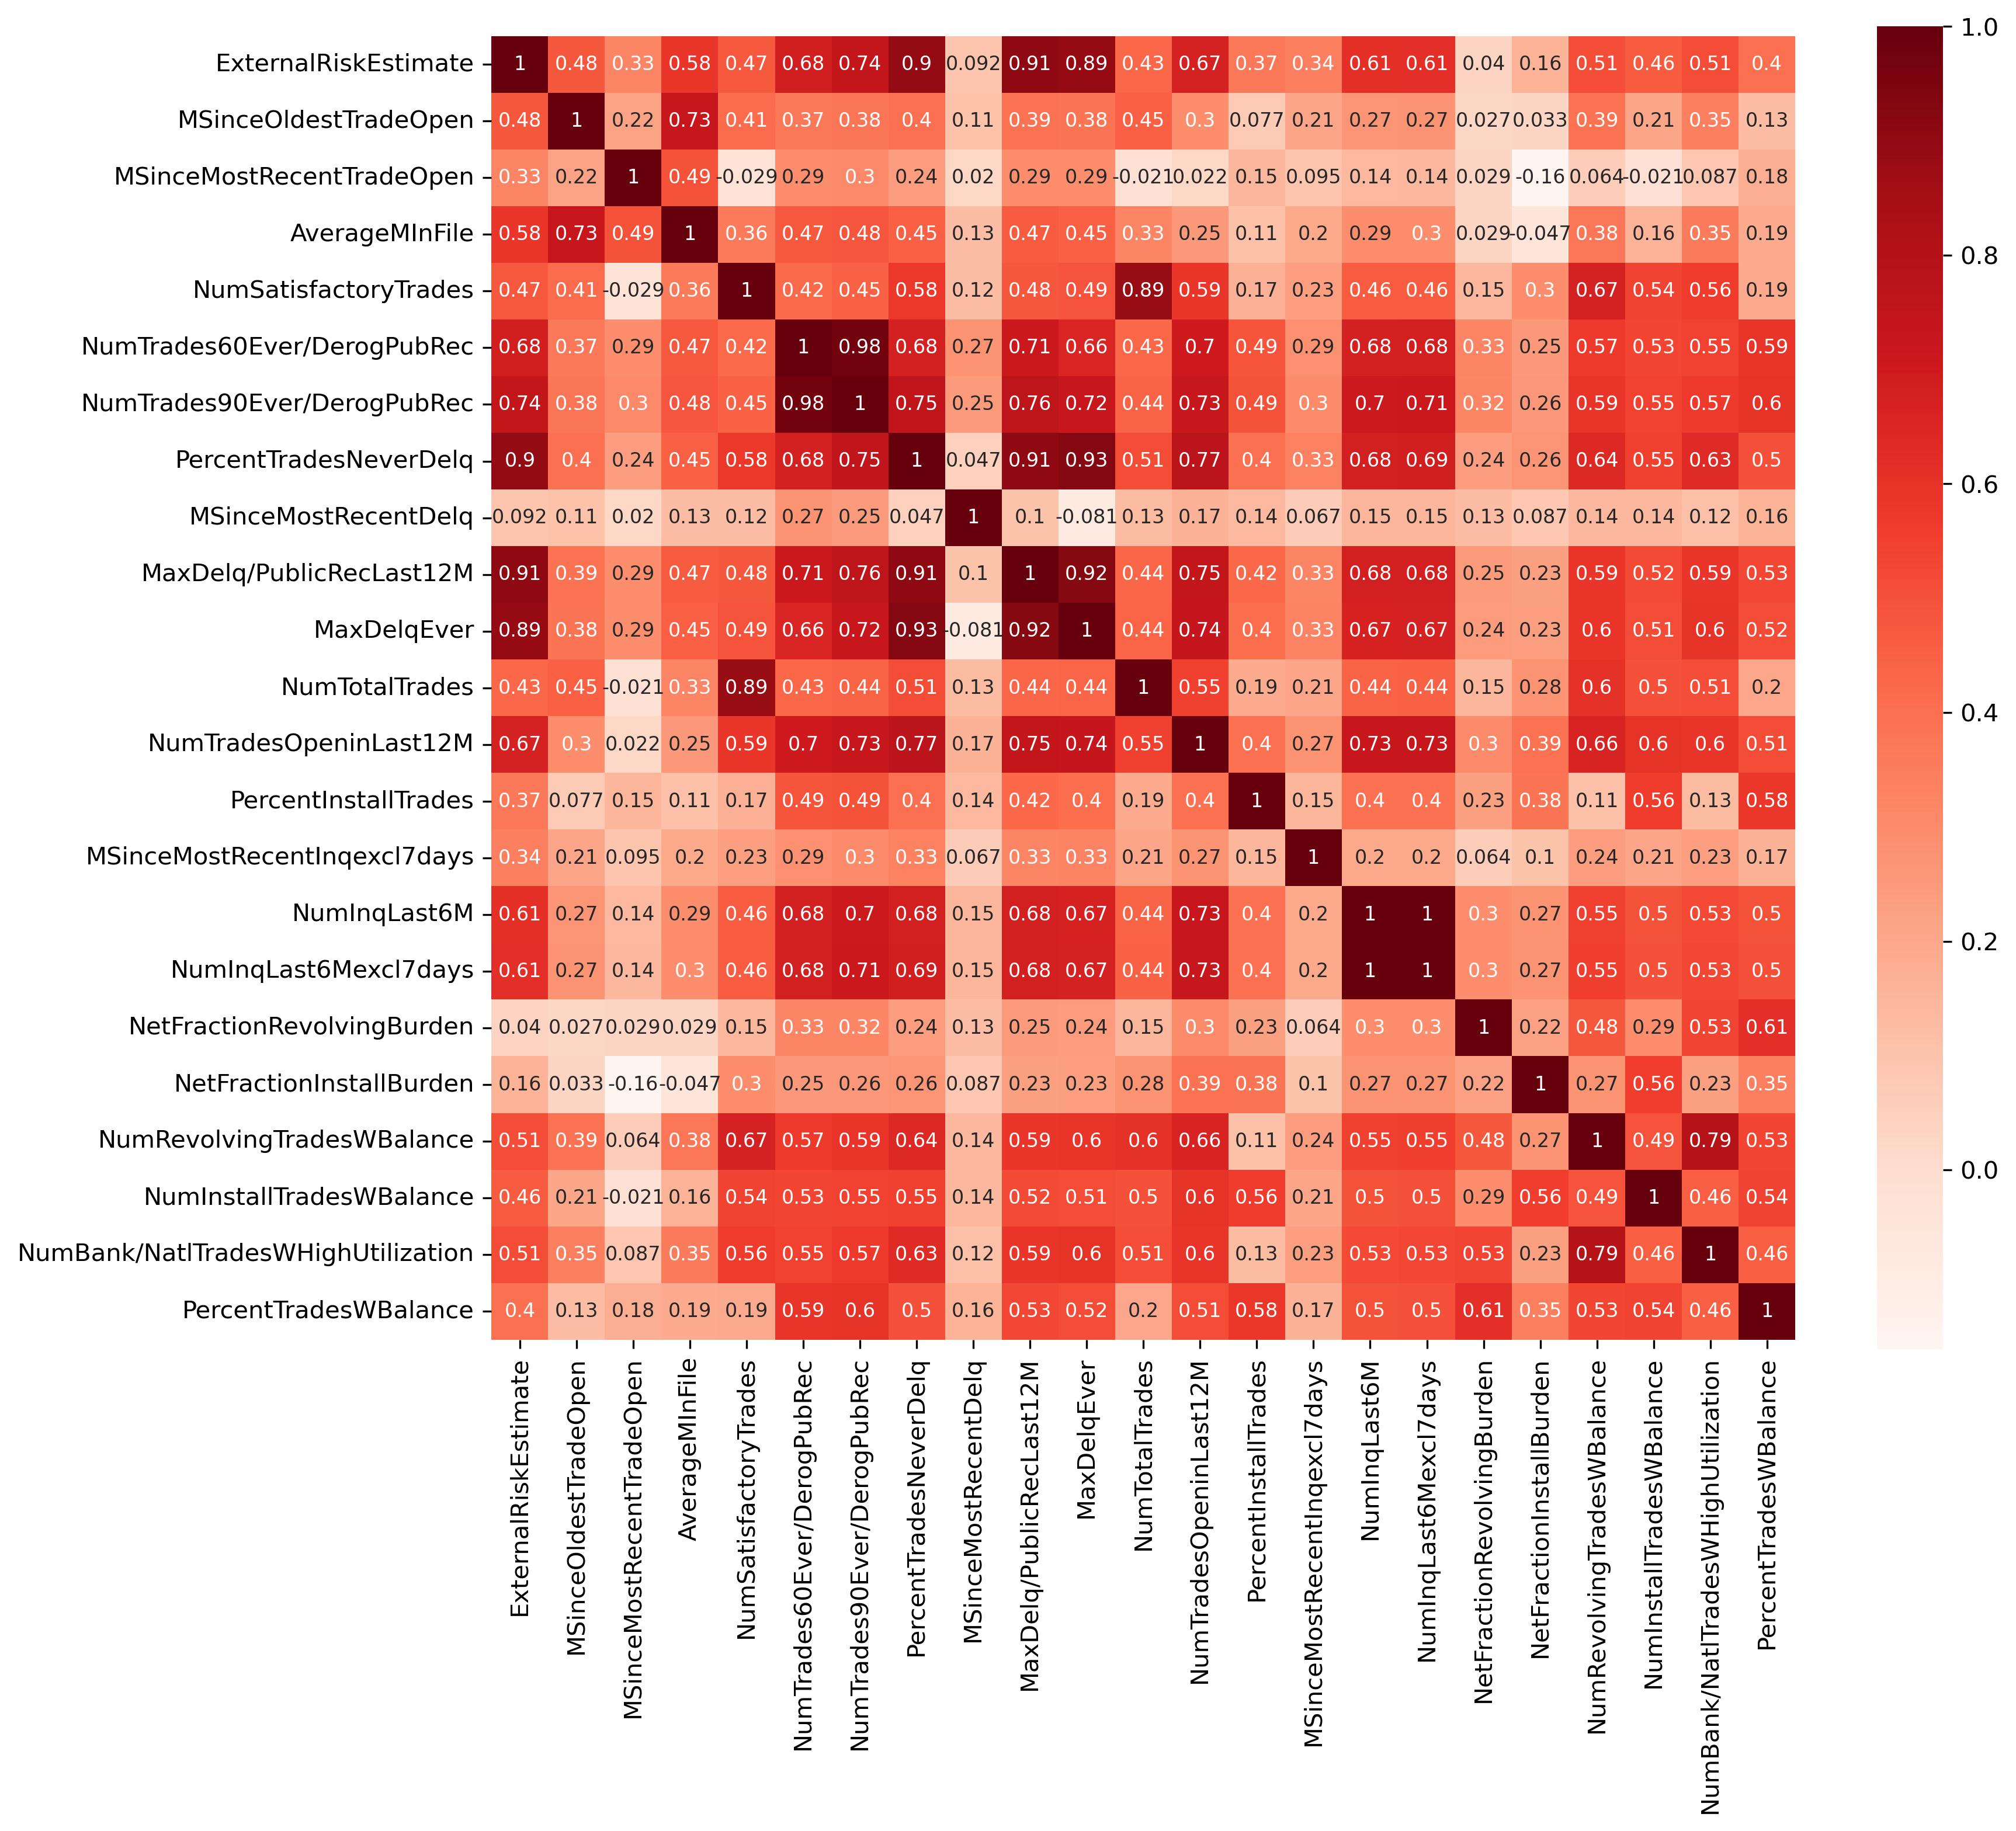 ExternalRiskEstimate 1 0.48 0.33 0.58 0.47 0.68 0.74 0.9 0.092 0.91 0.89 0.43 0.67 0.37 0.34 0.61 0.61 0.04 0.16 0.51 0.46 0.51 0.4
MSinceOldestTradeOpen 0.48 1 0.22 0.73 0.41 0.37 0.38 0.4 0.11 0.39 0.38 0.45 0.3 0.077 0.21 0.27 0.27 0.027 0.033 0.39 0.21 0.35 0.13
MSinceMostRecentTradeOpen 0.33 0.22 1 0.49 -0.029 0.29 0.3 0.24 0.02 0.29 0.29 -0.021 0.022 0.15 0.095 0.14 0.14 0.029 -0.16 0.064 -0.021 0.087 0.18
AverageMInFile 0.58 0.73 0.49 1 0.36 0.47 0.48 0.45 0.13 0.47 0.45 0.33 0.25 0.11 0.2 0.29 0.3 0.029 -0.047 0.38 0.16 0.35 0.19
NumSatisfactoryTrades 0.47 0.41 -0.029 0.36 1 0.42 0.45 0.58 0.12 0.48 0.49 0.89 0.59 0.17 0.23 0.46 0.46 0.15 0.3 0.67 0.54 0.56 0.19
NumTrades60Ever/DerogPubRec 0.68 0.37 0.29 0.47 0.42 1 0.98 0.68 0.27 0.71 0.66 0.43 0.7 0.49 0.29 0.68 0.68 0.33 0.25 0.57 0.53 0.55 0.59
NumTrades90Ever/DerogPubRec 0.74 0.38 0.3 0.48 0.45 0.98 1 0.75 0.25 0.76 0.72 0.44 0.73 0.49 0.3 0.7 0.71 0.32 0.26 0.59 0.55 0.57 0.6
PercentTradesNeverDelq 0.9 0.4 0.24 0.45 0.58 0.68 0.75 1 0.047 0.91 0.93 0.51 0.77 0.4 0.33 0.68 0.69 0.24 0.26 0.64 0.55 0.63 0.5
MSinceMostRecentDelq 0.092 0.11 0.02 0.13 0.12 0.27 0.25 0.047 1 0.1 -0.081 0.13 0.17 0.14 0.067 0.15 0.15 0.13 0.087 0.14 0.14 0.12 0.16
MaxDelq/PublicRecLast12M 0.91 0.39 0.29 0.47 0.48 0.71 0.76 0.91 0.1 1 0.92 0.44 0.75 0.42 0.33 0.68 0.68 0.25 0.23 0.59 0.52 0.59 0.53
MaxDelqEver 0.89 0.38 0.29 0.45 0.49 0.66 0.72 0.93 -0.081 0.92 1 0.44 0.74 0.4 0.33 0.67 0.67 0.24 0.23 0.6 0.51 0.6 0.52
NumTotalTrades 0.43 0.45 -0.021 0.33 0.89 0.43 0.44 0.51 0.13 0.44 0.44 1 0.55 0.19 0.21 0.44 0.44 0.15 0.28 0.6 0.5 0.51 0.2
NumTradesOpeninLast12M 0.67 0.3 0.022 0.25 0.59 0.7 0.73 0.77 0.17 0.75 0.74 0.55 1 0.4 0.27 0.73 0.73 0.3 0.39 0.66 0.6 0.6 0.51
PercentInstallTrades 0.37 0.077 0.15 0.11 0.17 0.49 0.49 0.4 0.14 0.42 0.4 0.19 0.4 1 0.15 0.4 0.4 0.23 0.38 0.11 0.56 0.13 0.58
MSinceMostRecentInqexcl7days 0.34 0.21 0.095 0.2 0.23 0.29 0.3 0.33 0.067 0.33 0.33 0.21 0.27 0.15 1 0.2 0.2 0.064 0.1 0.24 0.21 0.23 0.17
NumInqLast6M 0.61 0.27 0.14 0.29 0.46 0.68 0.7 0.68 0.15 0.68 0.67 0.44 0.73 0.4 0.2 1 1 0.3 0.27 0.55 0.5 0.53 0.5
NumInqLast6Mexcl7days 0.61 0.27 0.14 0.3 0.46 0.68 0.71 0.69 0.15 0.68 0.67 0.44 0.73 0.4 0.2 1 1 0.3 0.27 0.55 0.5 0.53 0.5
NetFractionRevolvingBurden 0.04 0.027 0.029 0.029 0.15 0.33 0.32 0.24 0.13 0.25 0.24 0.15 0.3 0.23 0.064 0.3 0.3 1 0.22 0.48 0.29 0.53 0.61
NetFractionInstallBurden 0.16 0.033 -0.16 -0.047 0.3 0.25 0.26 0.26 0.087 0.23 0.23 0.28 0.39 0.38 0.1 0.27 0.27 0.22 1 0.27 0.56 0.23 0.35
NumRevolvingTradesWBalance 0.51 0.39 0.064 0.38 0.67 0.57 0.59 0.64 0.14 0.59 0.6 0.6 0.66 0.11 0.24 0.55 0.55 0.48 0.27 1 0.49 0.79 0.53
NumInstallTradesWBalance 0.46 0.21 -0.021 0.16 0.54 0.53 0.55 0.55 0.14 0.52 0.51 0.5 0.6 0.56 0.21 0.5 0.5 0.29 0.56 0.49 1 0.46 0.54
NumBank/NatlTradesWHighUtilization 0.51 0.35 0.087 0.35 0.56 0.55 0.57 0.63 0.12 0.59 0.6 0.51 0.6 0.13 0.23 0.53 0.53 0.53 0.23 0.79 0.46 1 0.46
PercentTradesWBalance 0.4 0.13 0.18 0.19 0.19 0.59 0.6 0.5 0.16 0.53 0.52 0.2 0.51 0.58 0.17 0.5 0.5 0.61 0.35 0.53 0.54 0.46 1
ExternalRiskEstimate
MSinceOldestTradeOpen
MSinceMostRecentTradeOpen
AverageMInFile
NumSatisfactoryTrades
NumTrades60Ever/DerogPubRec
NumTrades90Ever/DerogPubRec
PercentTradesNeverDelq
MSinceMostRecentDelq
MaxDelq/PublicRecLast12M
MaxDelqEver
NumTotalTrades
NumTradesOpeninLast12M
PercentInstallTrades
MSinceMostRecentInqexcl7days
NumInqLast6M
NumInqLast6Mexcl7days
NetFractionRevolvingBurden
NetFractionInstallBurden
NumRevolvingTradesWBalance
NumInstallTradesWBalance
NumBank/NatlTradesWHighUtilization
PercentTradesWBalance
1.0
0.8
0.6
0.4
0.2
0.0